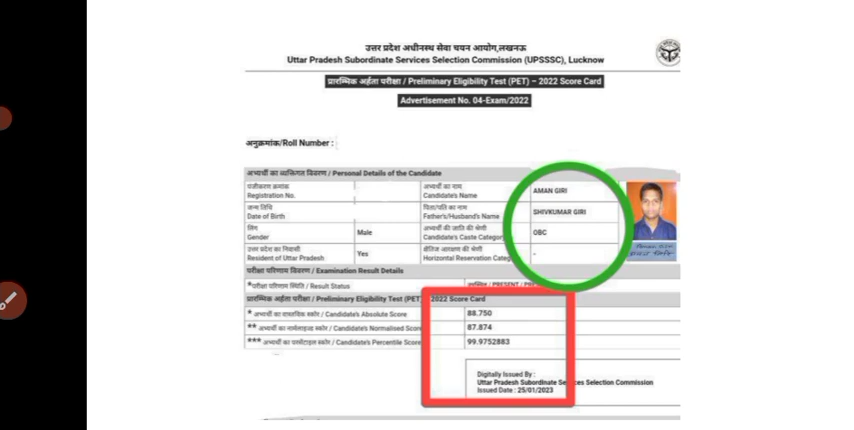 उत्तर प्रदेश अधीनस्थ सेवा चयन आयोग,लखनऊ
Uttar Pradesh Subordinate Services Selection Commission (UPSSSC), Lucknow
प्रारम्भिक अर्हता परीक्षा / Preliminary Eligibility Test (PET) – 2022 Score Card
Advertisement No. 04-Exam/2022
अनुक्रमांक/Roll Number :
अभ्यर्थी का व्यक्तिगत विवरण / Personal Details of the Candidate
पंजीकरण क्रमांक
Registration No.
अभ्यर्थी का नाम
Candidate's Name
AMAN GIRI
जन्म तिथि
Date of Birth
पिता/पति का नाम
Father's/Husband's Name
SHIVKUMAR GIRI
लिंग
Gender
Male
अभ्यर्थी की जाति की श्रेणी
Candidate's Caste Category
OBC
उत्तर प्रदेश का निवासी
Resident of Uttar Pradesh
Yes
क्षैतिज आरक्षण की श्रेणी
Horizontal Reservation Categ
-
परीक्षा परिणाम विवरण / Examination Result Details
*परीक्षा परिणाम स्थिति / Result Status
/ PRESENT /
प्रारम्भिक अर्हता परीक्षा / Preliminary Eligibility Test (PET) 2022 Score Card
* अभ्यर्थी का वास्तविक स्कोर / Candidate's Absolute Score
88.750
** अभ्यर्थी का नार्मलाइज्ड स्कोर / Candidate's Normalised Score
87.874
*** अभ्यर्थी का पर्सेंटाइल स्कोर / Candidate's Percentile Score
99.9752883
Digitally Issued By :
Uttar Pradesh Subordinate Services Selection Commission
Issued Date : 25/01/2023